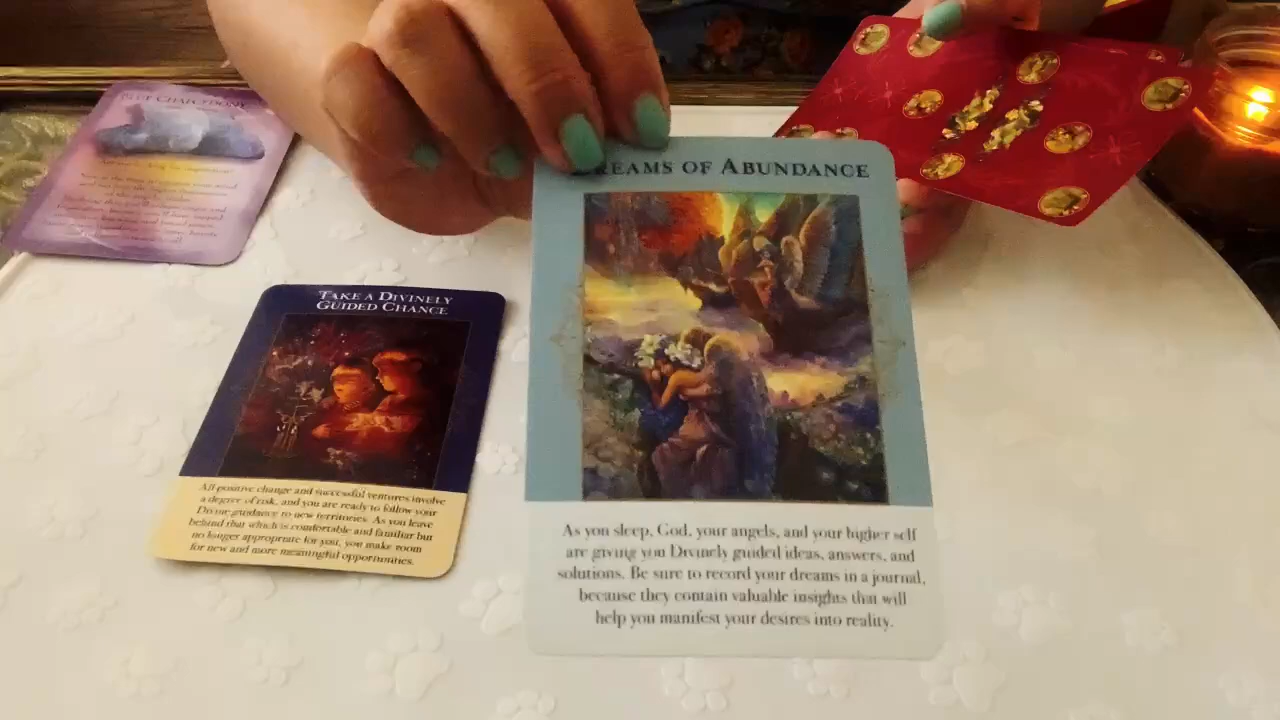 BLUE CHALCEDONY
TAKE A DIVINELY
GUIDED CHANCE
All positive change and successful ventures involve
a degree of risk, and you are ready to follow your
Divine guidance to new territories. As you leave
behind that which is comfortable and familiar but
no longer appropriate for you, you make room
for new and more meaningful opportunities.
DREAMS OF ABUNDANCE
As you sleep, God, your angels, and your higher self
are giving you Divinely guided ideas, answers, and
solutions. Be sure to record your dreams in a journal,
because they contain valuable insights that will
help you manifest your desires into reality.